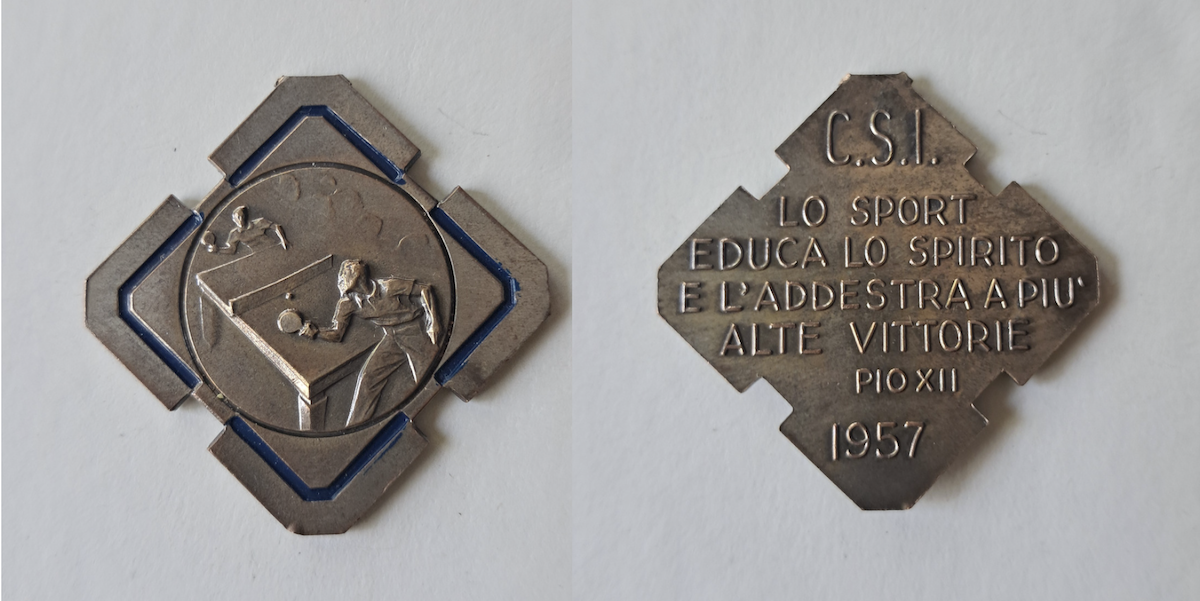 C.S.I.
LO SPORT
EDUCA LO SPIRITO
E L'ADDESTRA A PIU'
ALTE VITTORIE
PIO XII
1957